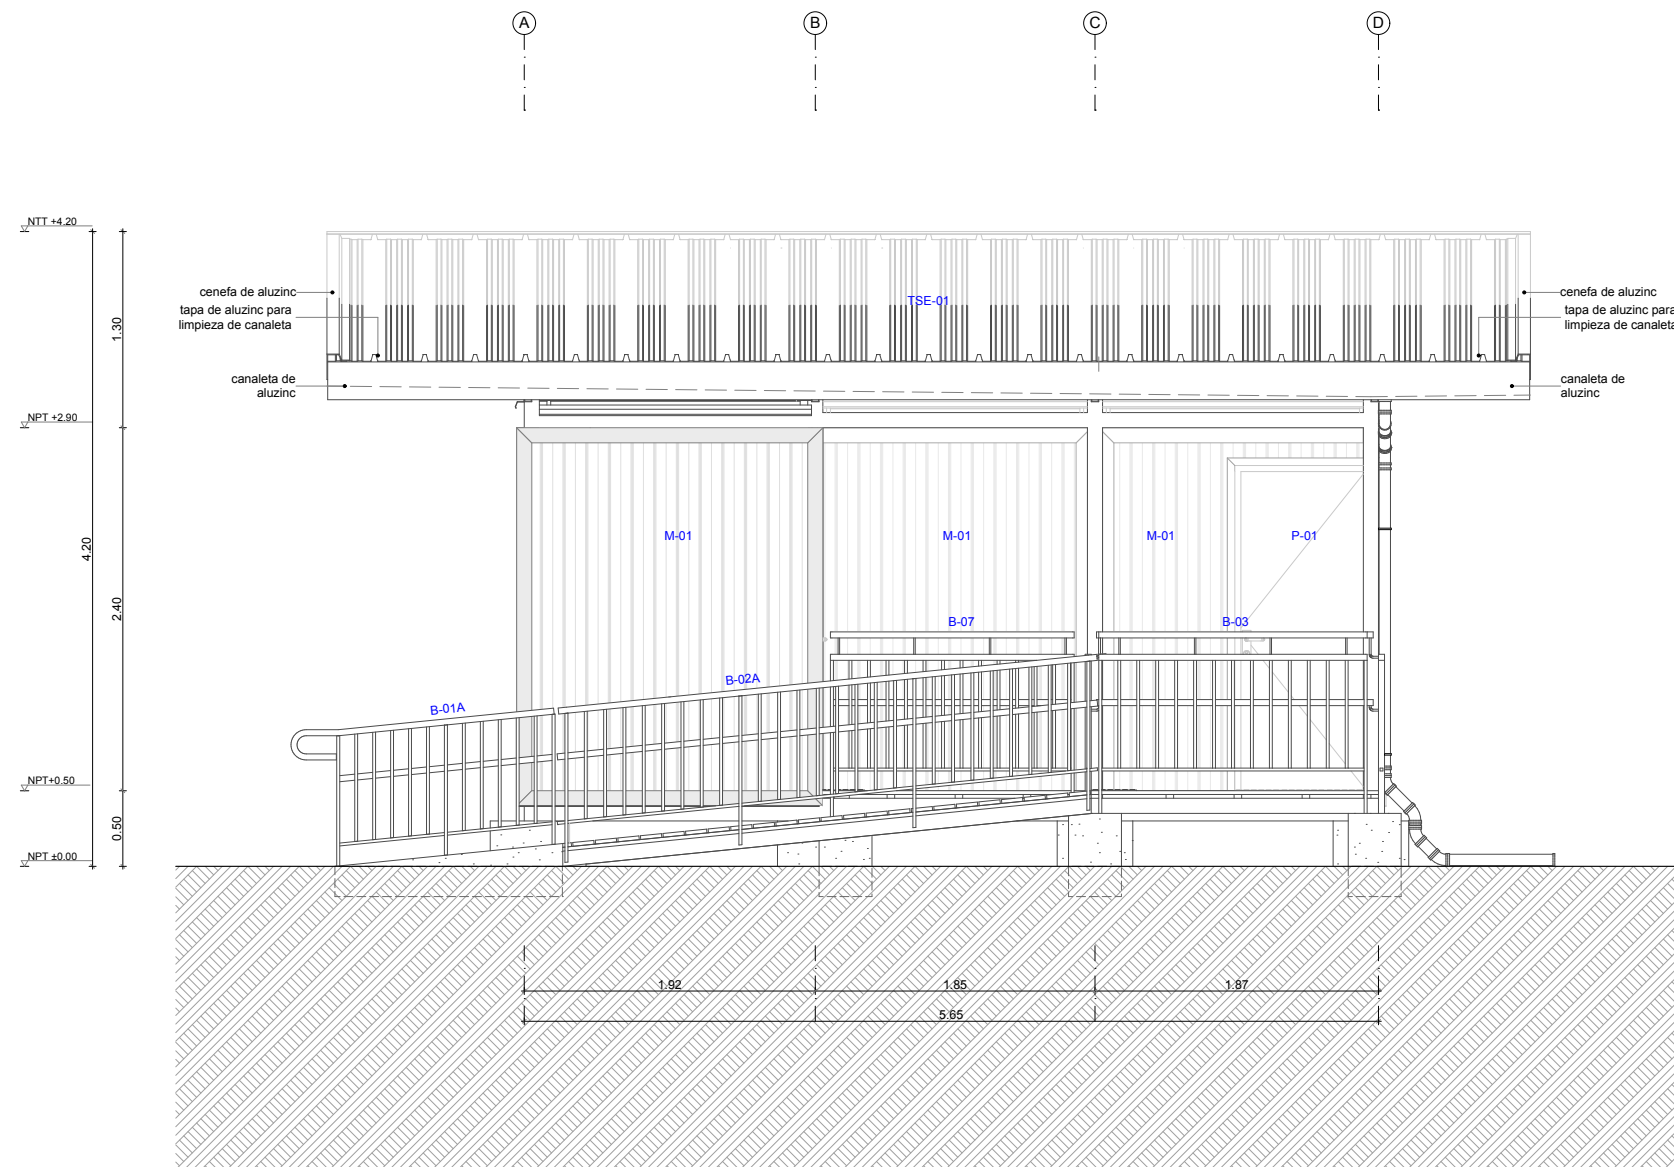 A
B
C
D
NTT +4.20
cenefa de aluzinc
tapa de aluzinc para
limpieza de canaleta
canaleta de
aluzinc
TSE-01
cenefa de aluzinc
tapa de aluzinc para
limpieza de canaleta
canaleta de
aluzinc
1.30
NPT +2.90
4.20
2.40
M-01
M-01
M-01
P-01
B-07
B-03
B-02A
B-01A
NPT+0.50
0.50
NPT ±0.00
1.92
1.85
1.87
5.65